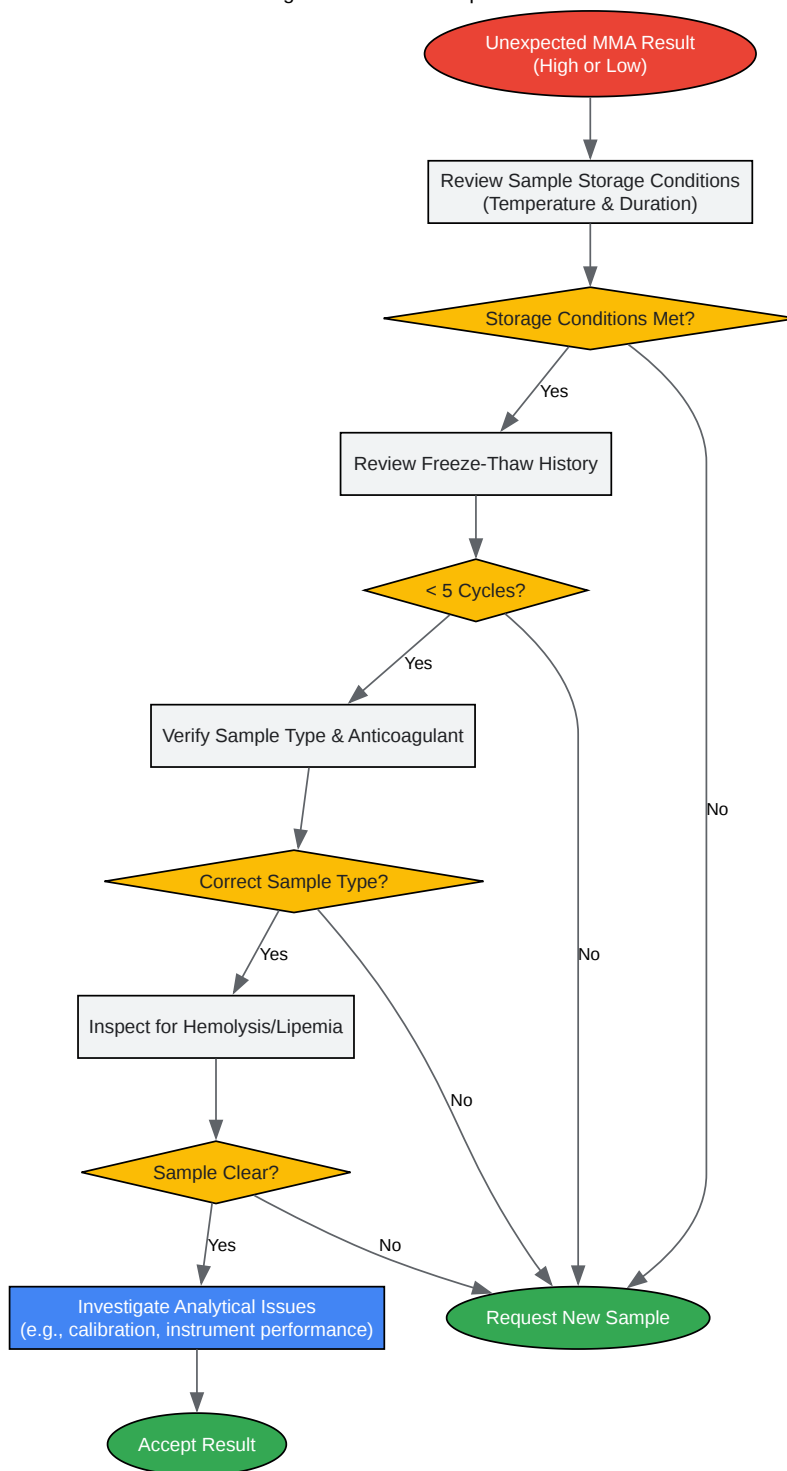 Unexpected MMA Result
(High or Low)
Review Sample Storage Conditions
(Temperature & Duration)
Storage Conditions Met?
Yes
Review Freeze-Thaw History
< 5 Cycles?
Yes
Verify Sample Type & Anticoagulant
No
Correct Sample Type?
Yes
No
Inspect for Hemolysis/Lipemia
No
Sample Clear?
Yes
No
Investigate Analytical Issues
(e.g., calibration, instrument performance)
Request New Sample
Accept Result